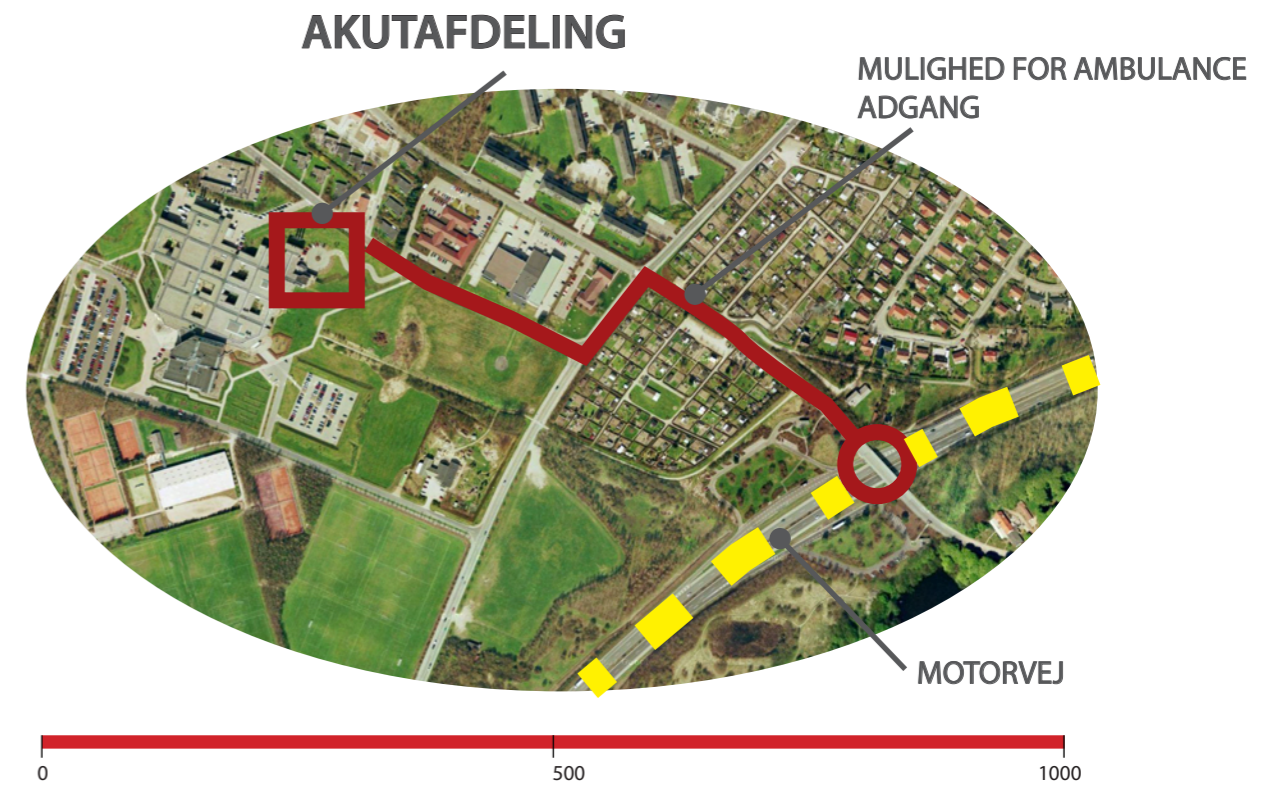 AKUTAFDELING
MULIGHED FOR AMBULANCE
ADGANG
MOTORVEJ
0
500
1000